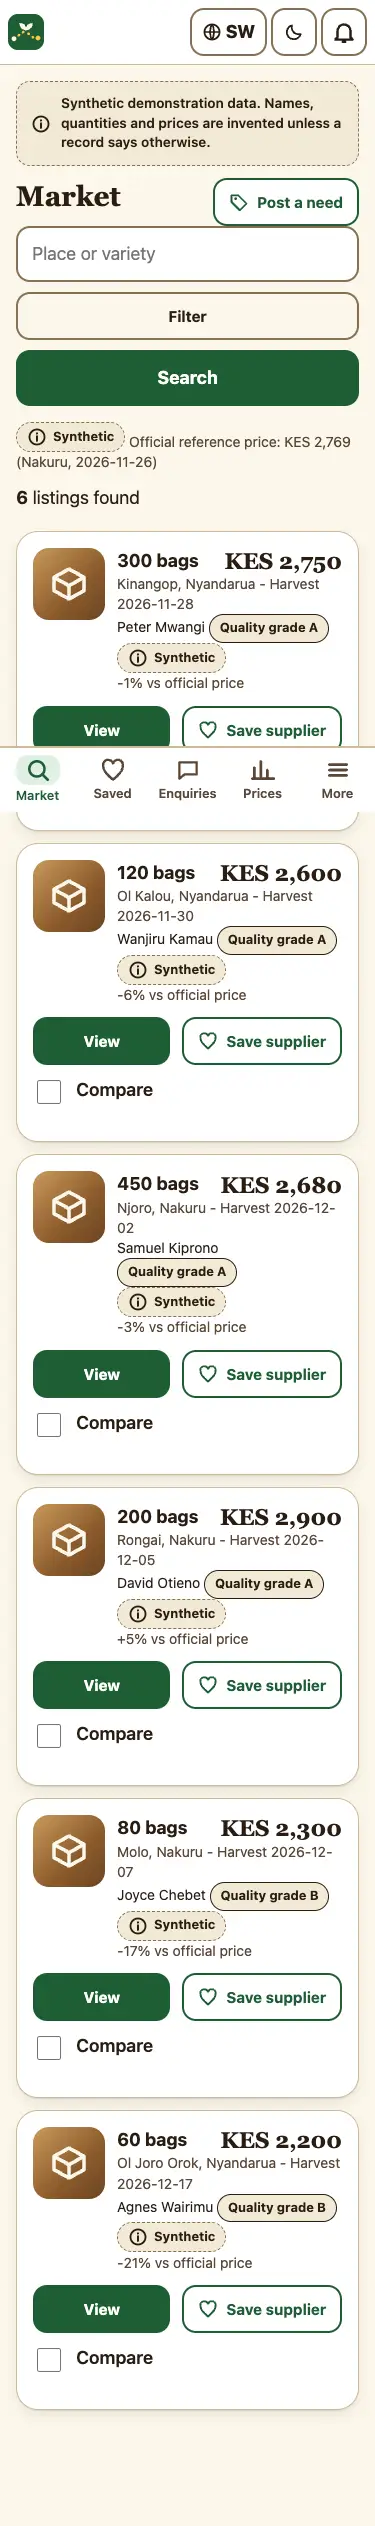 SW
Synthetic demonstration data. Names,
quantities and prices are invented unless a
record says otherwise.
Market
Post a need
Place or variety
Filter
Search
Synthetic Official reference price: KES 2,769
(Nakuru, 2026-11-26)
6 listings found
300 bags KES 2,750
Kinangop, Nyandarua - Harvest
2026-11-28
Peter Mwangi Quality grade A
Synthetic
-1% vs official price
View Save supplier
Market Saved Enquiries Prices More
120 bags KES 2,600
Ol Kalou, Nyandarua - Harvest
2026-11-30
Wanjiru Kamau Quality grade A
Synthetic
-6% vs official price
View Save supplier
Compare
450 bags KES 2,680
Njoro, Nakuru - Harvest 2026-12-
02
Samuel Kiprono
Quality grade A
Synthetic
-3% vs official price
View Save supplier
Compare
200 bags KES 2,900
Rongai, Nakuru - Harvest 2026-
12-05
David Otieno Quality grade A
Synthetic
+5% vs official price
View Save supplier
Compare
80 bags KES 2,300
Molo, Nakuru - Harvest 2026-12-
07
Joyce Chebet Quality grade B
Synthetic
-17% vs official price
View Save supplier
Compare
60 bags KES 2,200
Ol Joro Orok, Nyandarua - Harvest
2026-12-17
Agnes Wairimu Quality grade B
Synthetic
-21% vs official price
View Save supplier
Compare